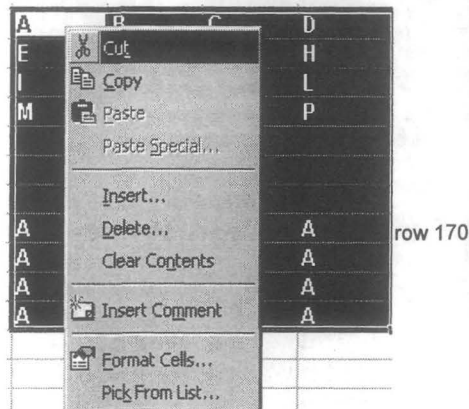 A B C D
E H
I L
M P
Cut
Copy
Paste
Paste Special...
Insert...
Delete...
Clear Contents
Insert Comment
Format Cells...
Pick From List...
A A row 170
A A
A A
A A